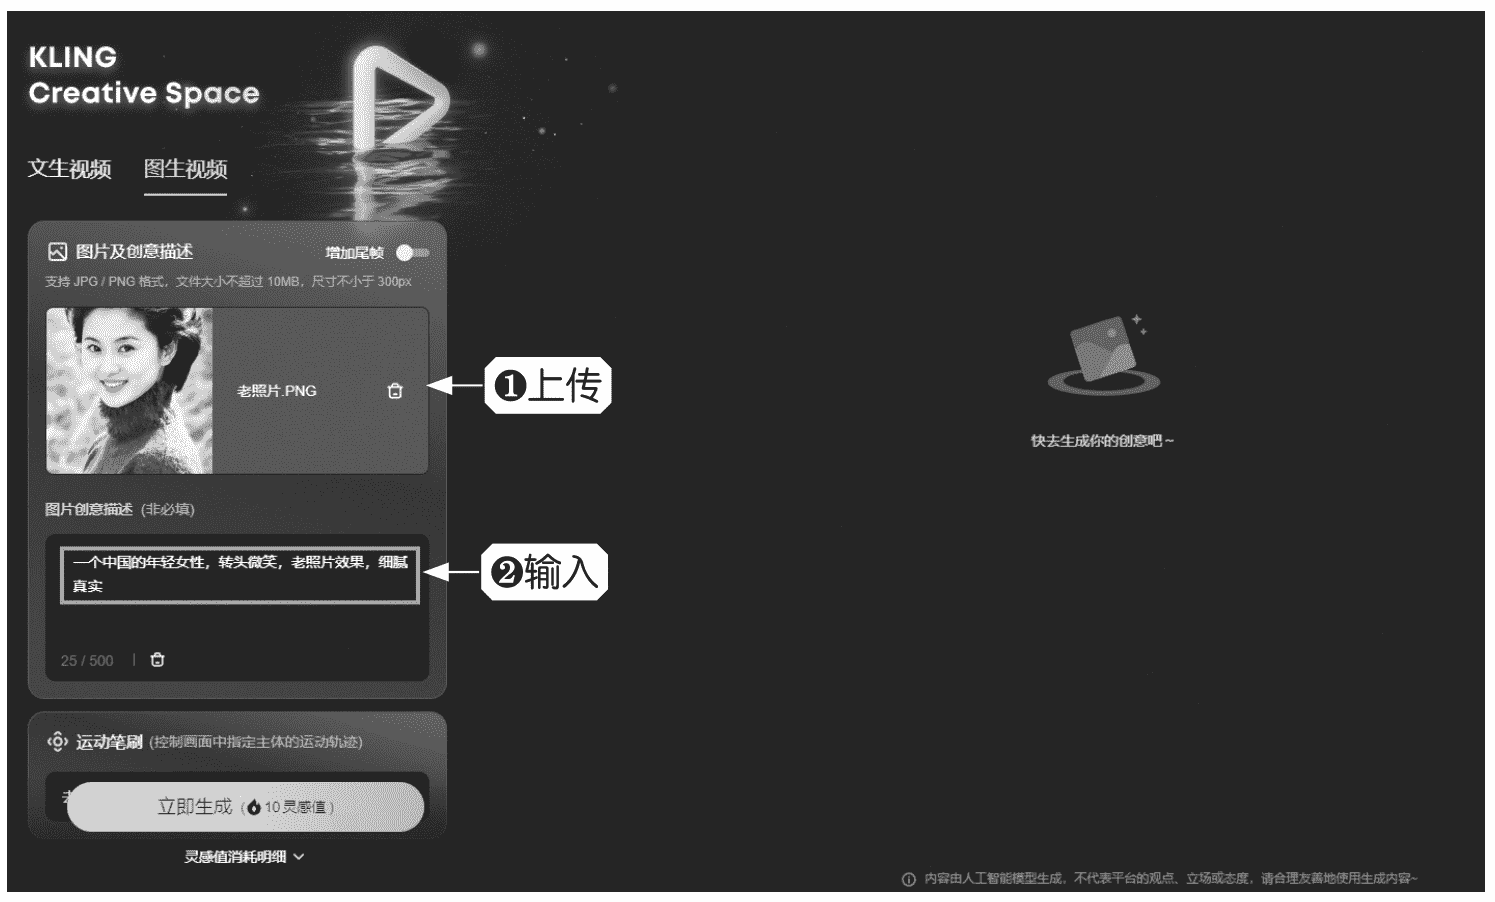 KLING
Creative Space
文生视频 图生视频
图片及创意描述 增加尾帧
支持 JPG / PNG 格式，文件大小不超过 10MB，尺寸不小于 300px
老照片.PNG
❶上传
图片创意描述 (非必填)
一个中国的年轻女性，转头微笑，老照片效果，细腻
真实
❷输入
25 / 500
运动笔刷 (控制画面中指定主体的运动轨迹)
立即生成 ( 10 灵感值 )
灵感值消耗明细
快去生成你的创意吧~
内容由人工智能模型生成，不代表平台的观点、立场或态度，请合理友善地使用生成内容~